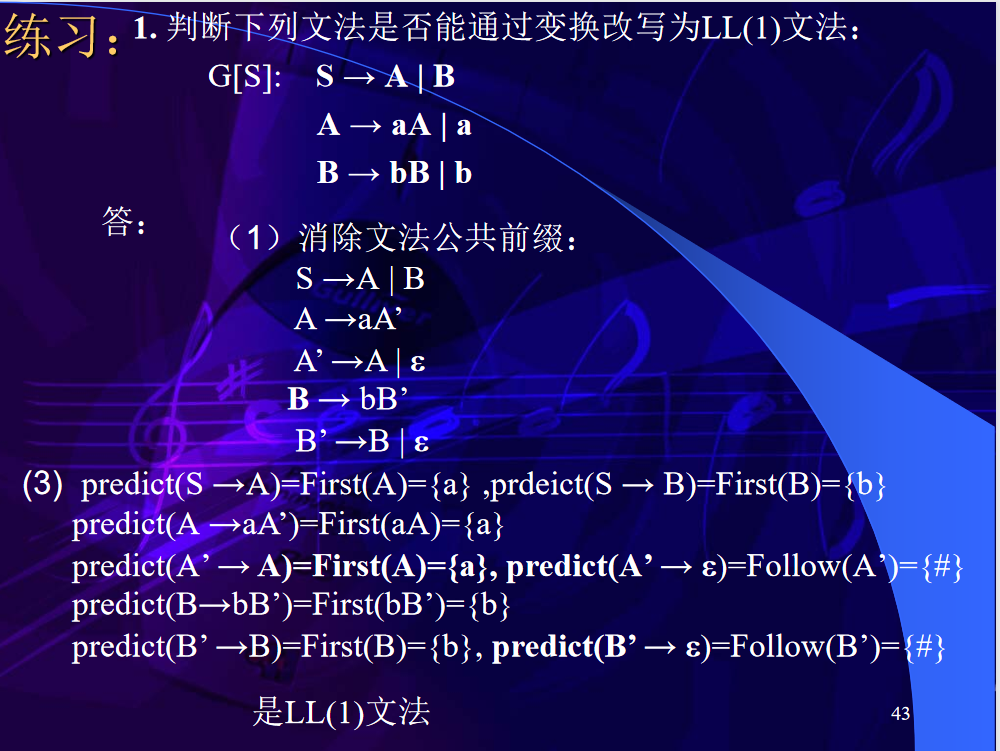 练习：1. 判断下列文法是否能通过变换改写为LL(1)文法：
G[S]: S → A | B
A → aA | a
B → bB | b
答：
（1）消除文法公共前缀：
S →A | B
A →aA’
A’ →A | ε
B → bB’
B’ →B | ε
(3) predict(S →A)=First(A)={a} ,prdeict(S → B)=First(B)={b}
predict(A →aA’)=First(aA)={a}
predict(A’ → A)=First(A)={a}, predict(A’ → ε)=Follow(A’)={#}
predict(B→bB’)=First(bB’)={b}
predict(B’ →B)=First(B)={b}, predict(B’ → ε)=Follow(B’)={#}
是LL(1)文法
43